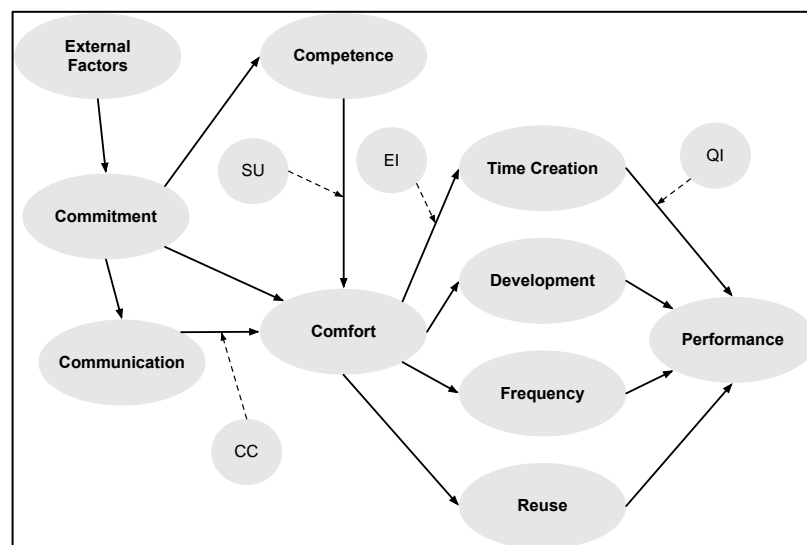 External
Factors
Competence
SU
EI
QI
Time Creation
Commitment
Development
Comfort
Communication
Performance
Frequency
CC
Reuse